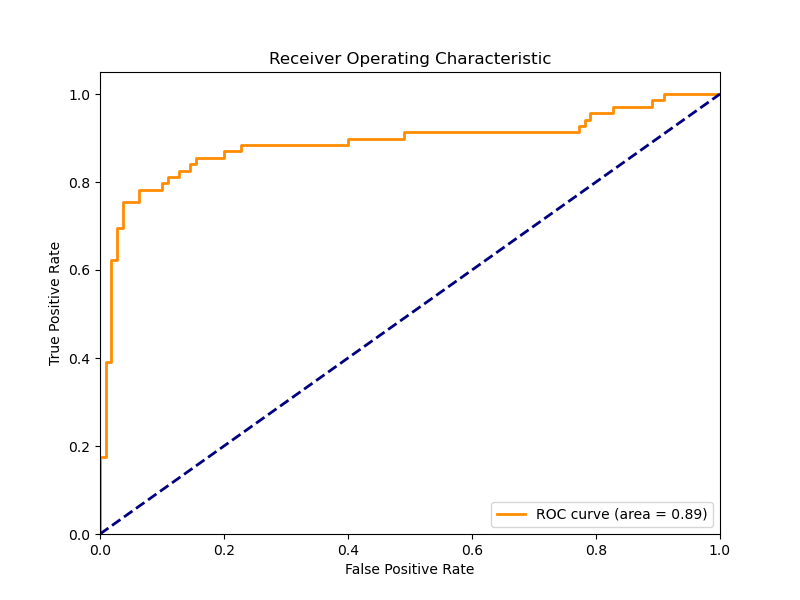 Receiver Operating Characteristic
1.0
0.8
0.6
0.4
0.2
0.0
True Positive Rate
ROC curve (area = 0.89)
0.0 0.2 0.4 0.6 0.8 1.0
False Positive Rate